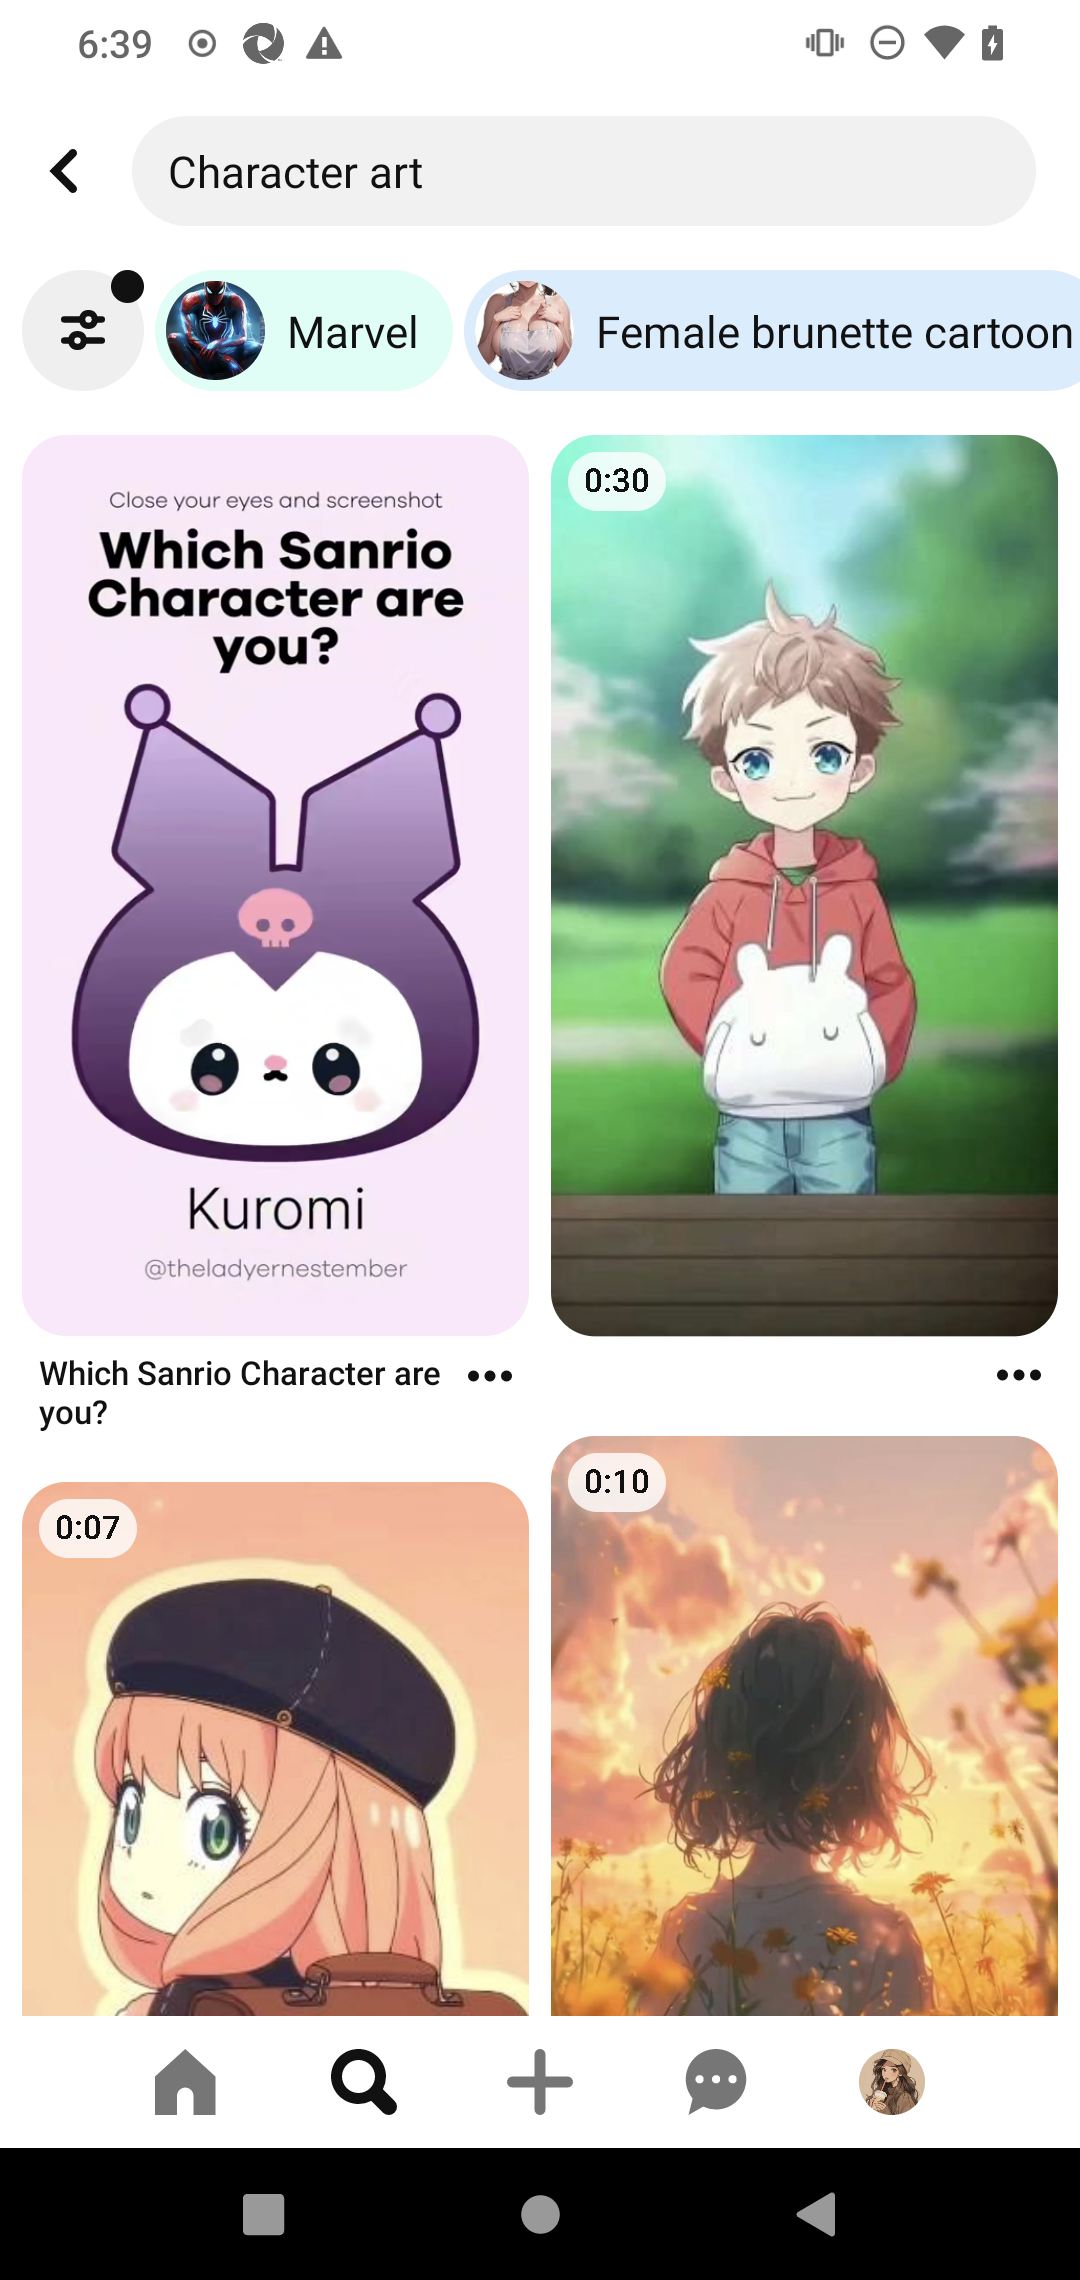 6:39
Character art
Marvel
Female brunette cartoon
Close your eyes and screenshot
Which Sanrio
Character are
you?
Kuromi
@theladyernestember
0:30
Which Sanrio Character are
you?
0:07
0:10